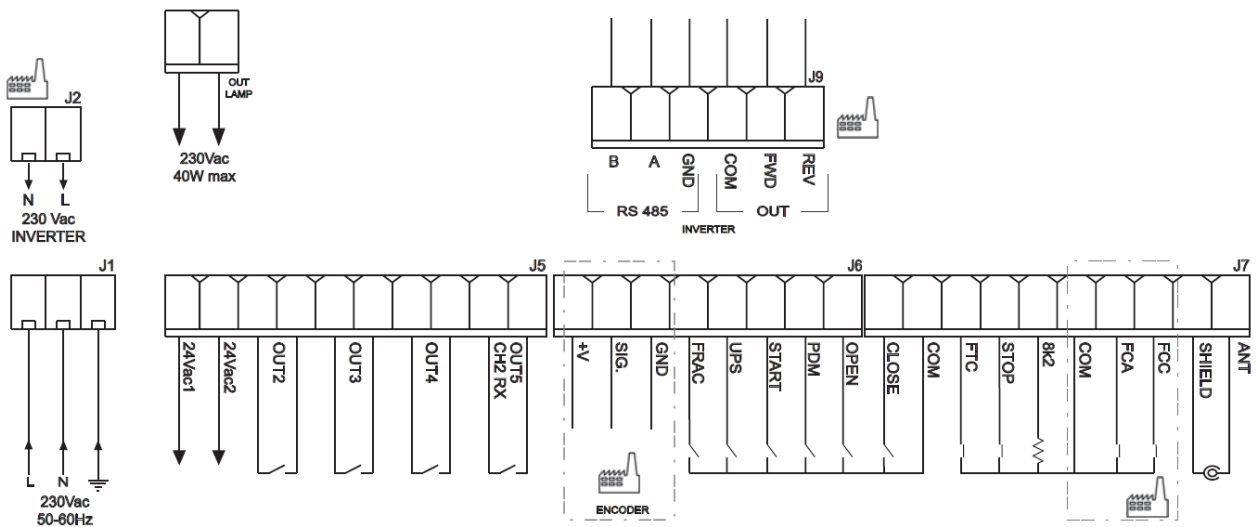 J2
N L
230 Vac
INVERTER
OUT
LAMP
230Vac
40W max
J9
B A GND COM FWD REV
RS 485 OUT
INVERTER
J1
L N
230Vac
50-60Hz
J5
24Vac1
24Vac2
OUT2
OUT3
OUT4
OUT5
CH2 RX
J6
+V
SIG.
GND
FRAC
UPS
START
PDM
OPEN
ENCODER
J7
CLOSE
COM
FTC
STOP
8k2
COM
FCA
FCC
SHIELD
ANT